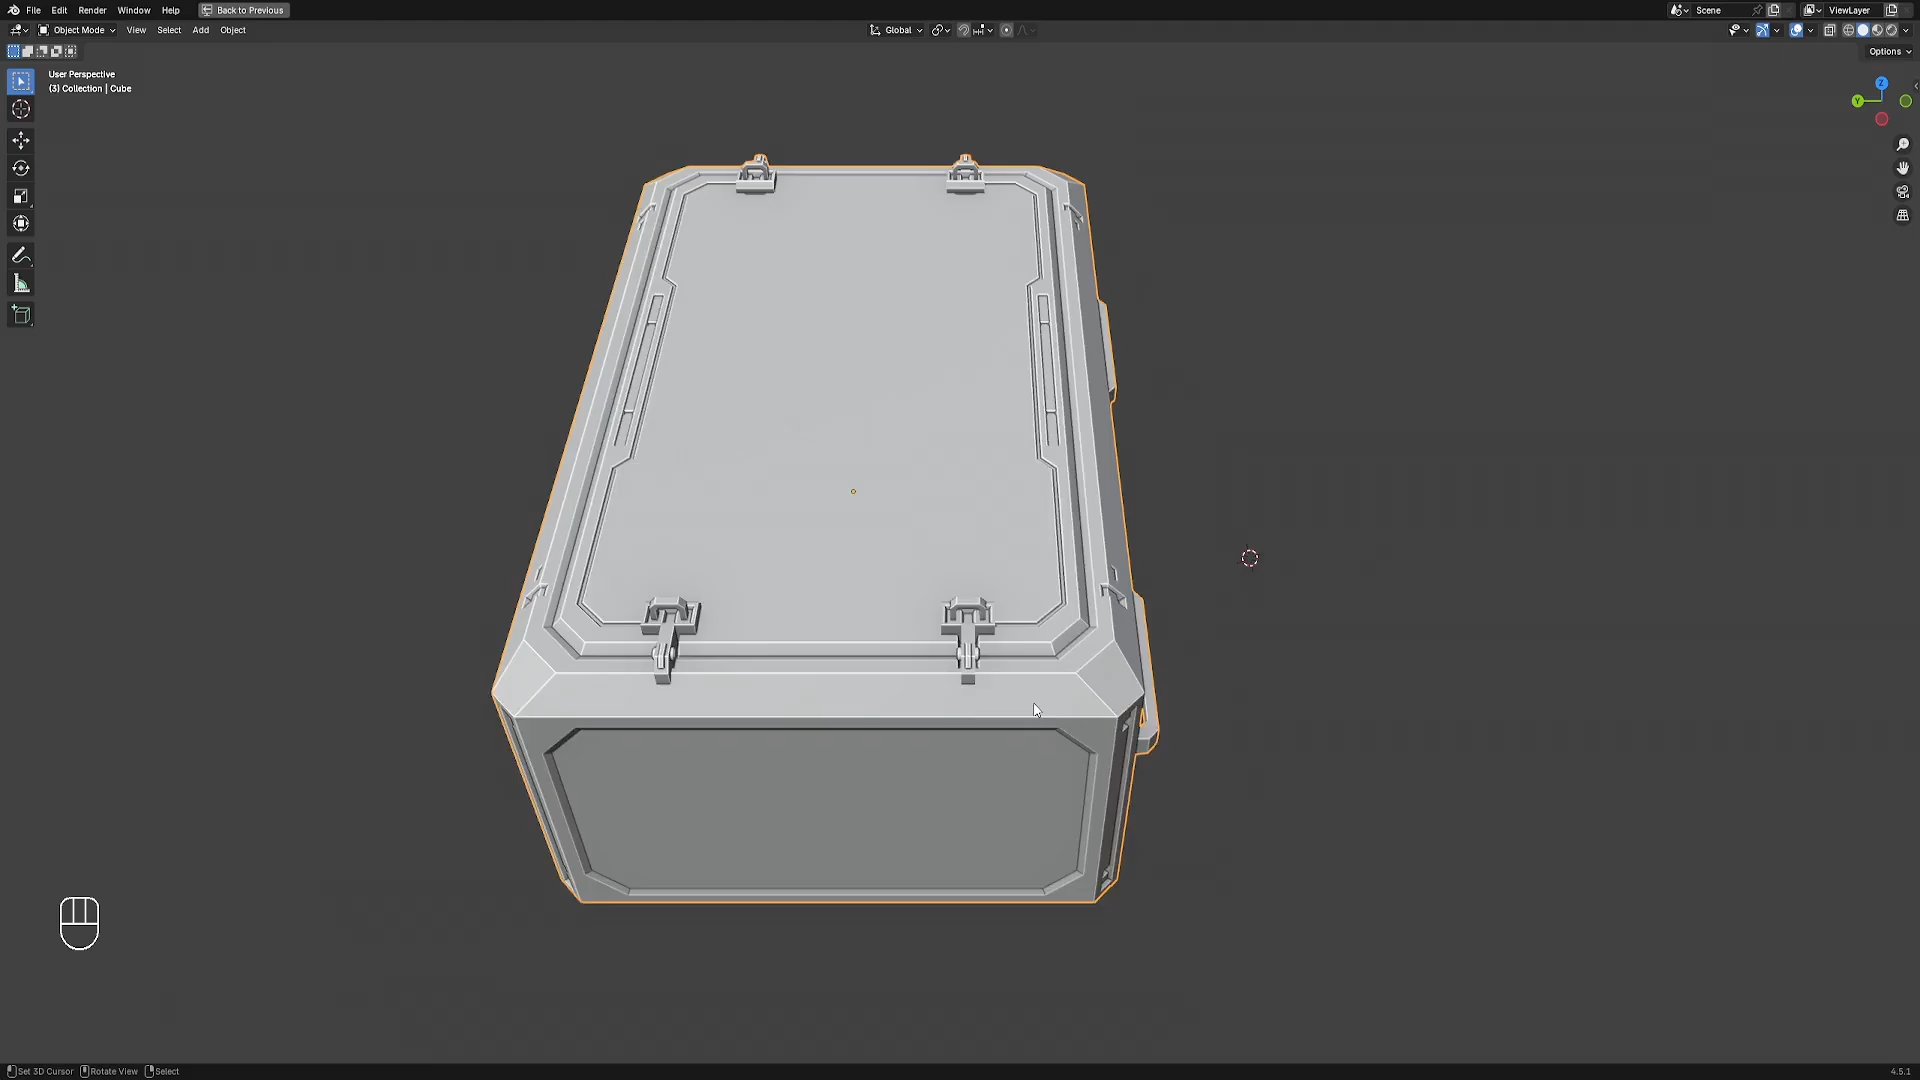 File Edit Render Window Help Back to Previous Scene ViewLayer
Object Mode View Select Add Object Global
Options
User Perspective
(3) Collection | Cube
Z
Y
Set 3D Cursor Rotate View Select 4.5.1